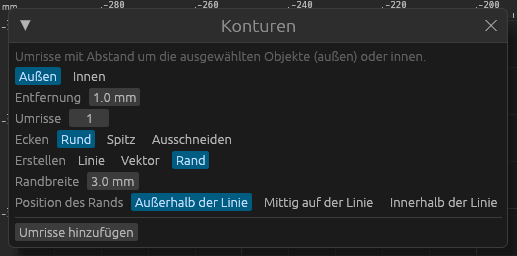 mm -280 -260 -240 -220 -200
Konturen
Umrisse mit Abstand um die ausgewählten Objekte (außen) oder innen.
Außen Innen
Entfernung 1.0 mm
Umrisse 1
Ecken Rund Spitz Ausschneiden
Erstellen Linie Vektor Rand
Randbreite 3.0 mm
Position des Rands Außerhalb der Linie Mittig auf der Linie Innerhalb der Linie
Umrisse hinzufügen